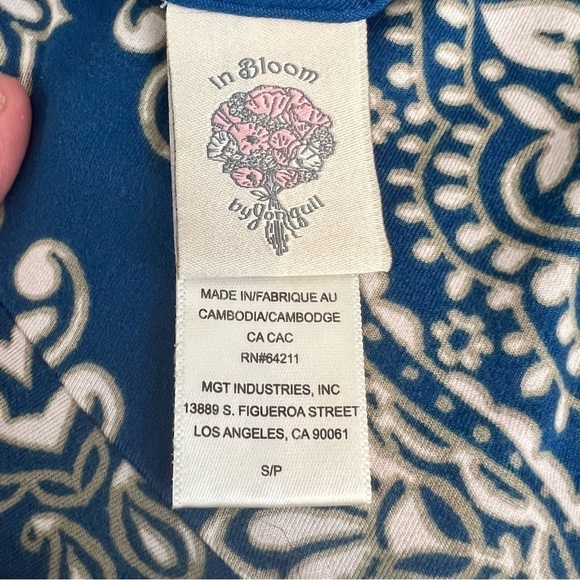 In Bloom
by Jonquil
MADE IN/FABRIQUE AU
CAMBODIA/CAMBODGE
CA CAC
RN#64211
MGT INDUSTRIES, INC
13889 S. FIGUEROA STREET
LOS ANGELES, CA 90061
S/P